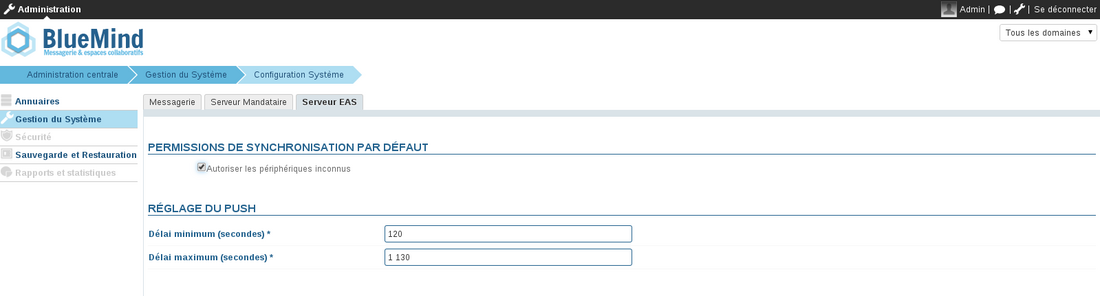 Administration
Admin | | | Se déconnecter
BlueMind
Messagerie & espaces collaboratifs
Tous les domaines
Administration centrale Gestion du Système Configuration Système
Annuaires
Gestion du Système
Sécurité
Sauvegarde et Restauration
Rapports et statistiques
Messagerie Serveur Mandataire Serveur EAS
PERMISSIONS DE SYNCHRONISATION PAR DÉFAUT
Autoriser les périphériques inconnus
RÉGLAGE DU PUSH
Délai minimum (secondes) * 120
Délai maximum (secondes) * 1 130